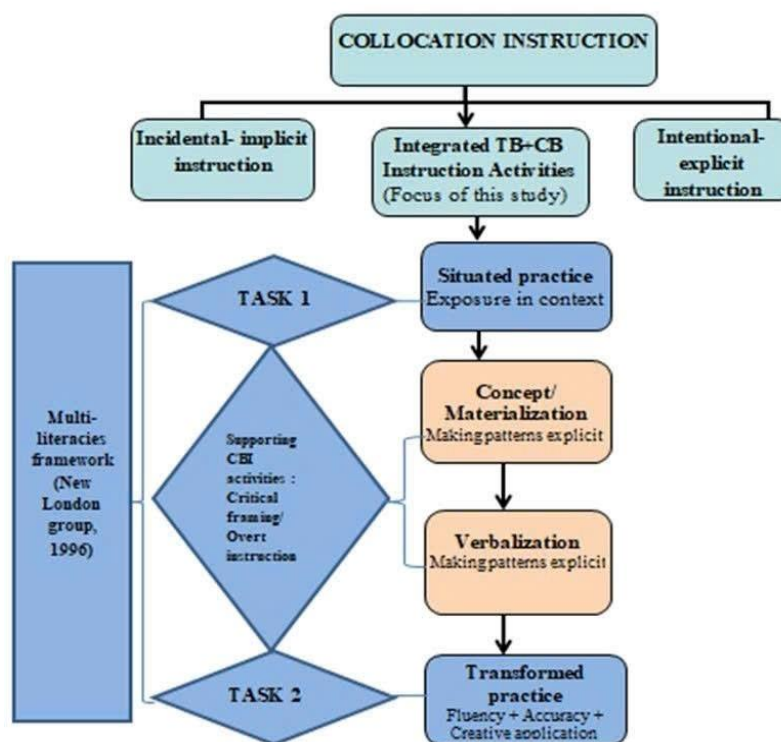 COLLOCATION INSTRUCTION
Incidental- implicit
instruction
Integrated TB+CB
Instruction Activities
(Focus of this study)
Intentional-
explicit
instruction
Situated practice
Exposure in context
TASK 1
Concept/
Materialization
Making patterns explicit
Multi-
literacies
framework
(New
London
group,
1996)
Supporting
CBI
activities :
Critical
framing/
Overt
instruction
Verbalization
Making patterns explicit
TASK 2
Transformed
practice
Fluency + Accuracy +
Creative application